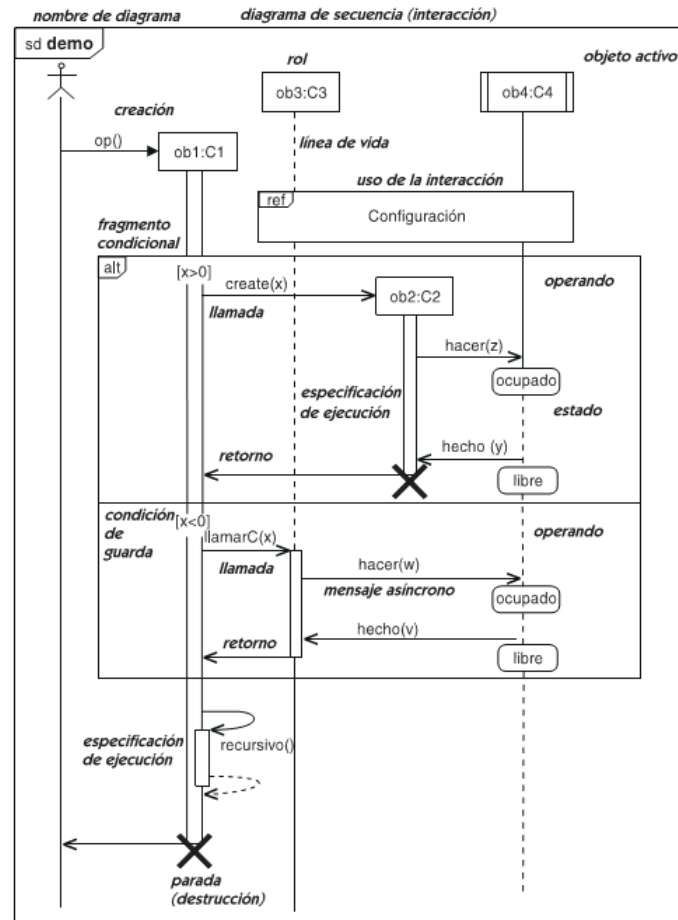 nombre de diagrama
diagrama de secuencia (interacción)
sd demo
rol
objeto activo
ob3:C3
ob4:C4
creación
op()
ob1:C1
línea de vida
uso de la interacción
ref
Configuración
fragmento
condicional
alt
[x>0]
operando
create(x)
ob2:C2
llamada
hacer(z)
ocupado
especificación
de ejecución
estado
hecho (y)
retorno
libre
condición
de
guarda
[x<0]
operando
llamarC(x)
llamada
hacer(w)
mensaje asíncrono
ocupado
hecho(v)
retorno
libre
especificación
de ejecución
recursivo()
parada
(destrucción)